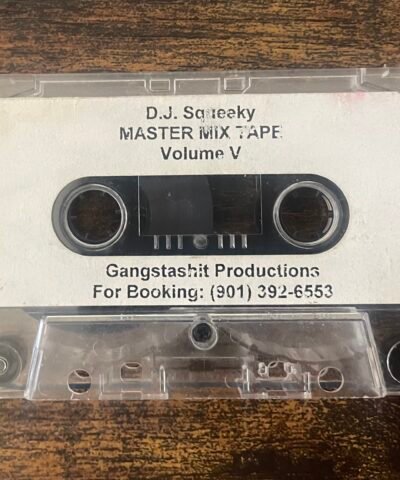 D.J. Squeeky
MASTER MIX TAPE
Volume V
Gangstashit Productions
For Booking: (901) 392-6553